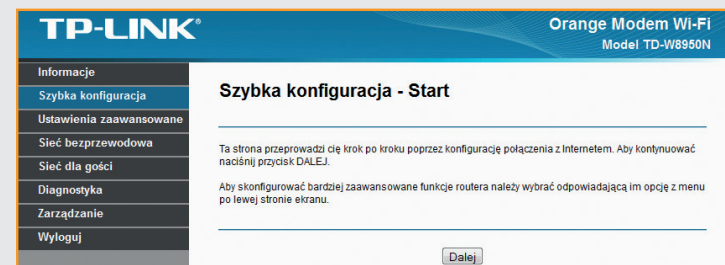 TP-LINK®
Orange Modem Wi-Fi
Model TD-W8950N
Informacje
Szybka konfiguracja
Ustawienia zaawansowane
Sieć bezprzewodowa
Sieć dla gości
Diagnostyka
Zarządzanie
Wyloguj
Szybka konfiguracja - Start
Ta strona przeprowadzi cię krok po kroku poprzez konfigurację połączenia z Internetem. Aby kontynuować
naciśnij przycisk DALEJ.
Aby skonfigurować bardziej zaawansowane funkcje routera należy wybrać odpowiadającą im opcję z menu
po lewej stronie ekranu.
Dalej